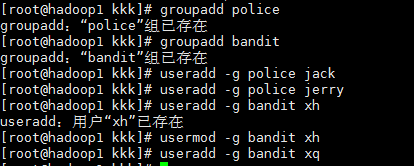 [root@hadoop1 kkk]# groupadd police
groupadd：“police”组已存在
[root@hadoop1 kkk]# groupadd bandit
groupadd：“bandit”组已存在
[root@hadoop1 kkk]# useradd -g police jack
[root@hadoop1 kkk]# useradd -g police jerry
[root@hadoop1 kkk]# useradd -g bandit xh
useradd：用户“xh”已存在
[root@hadoop1 kkk]# usermod -g bandit xh
[root@hadoop1 kkk]# useradd -g bandit xq